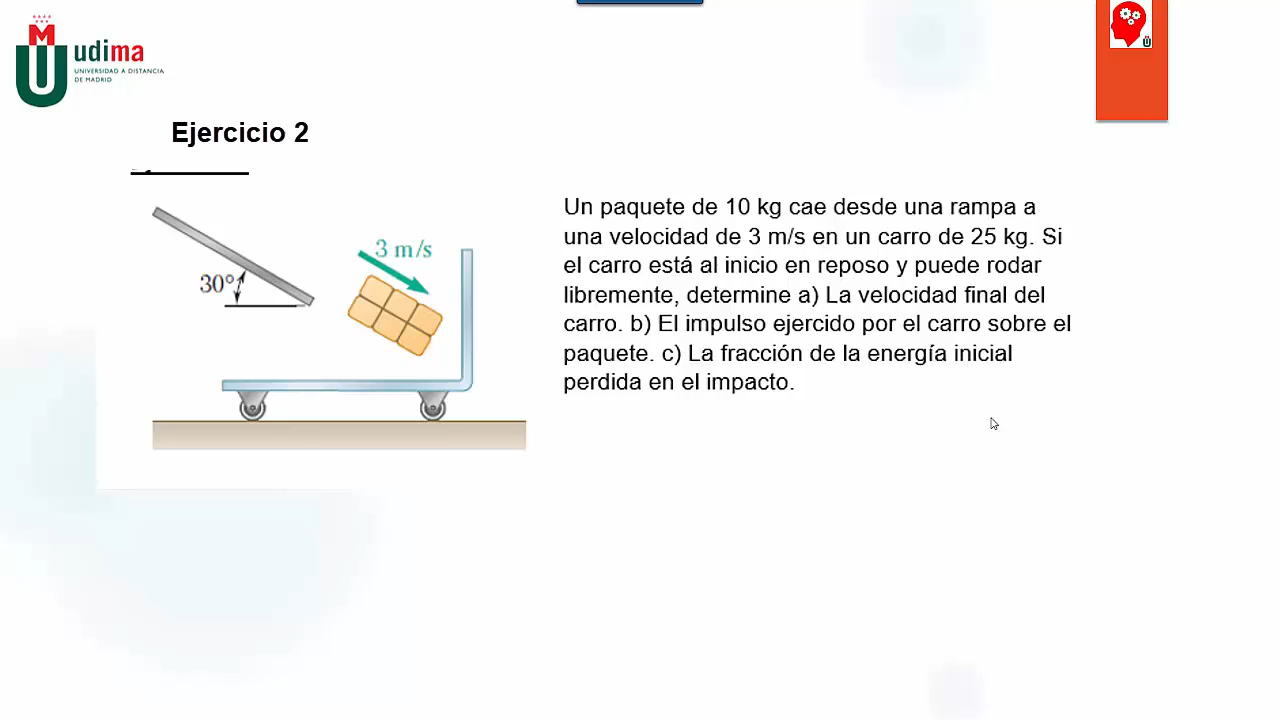 udima
UNIVERSIDAD A DISTANCIA
DE MADRID
Ejercicio 2
Un paquete de 10 kg cae desde una rampa a
una velocidad de 3 m/s en un carro de 25 kg. Si
el carro está al inicio en reposo y puede rodar
libremente, determine a) La velocidad final del
carro. b) El impulso ejercido por el carro sobre el
paquete. c) La fracción de la energía inicial
perdida en el impacto.
3 m/s
30°